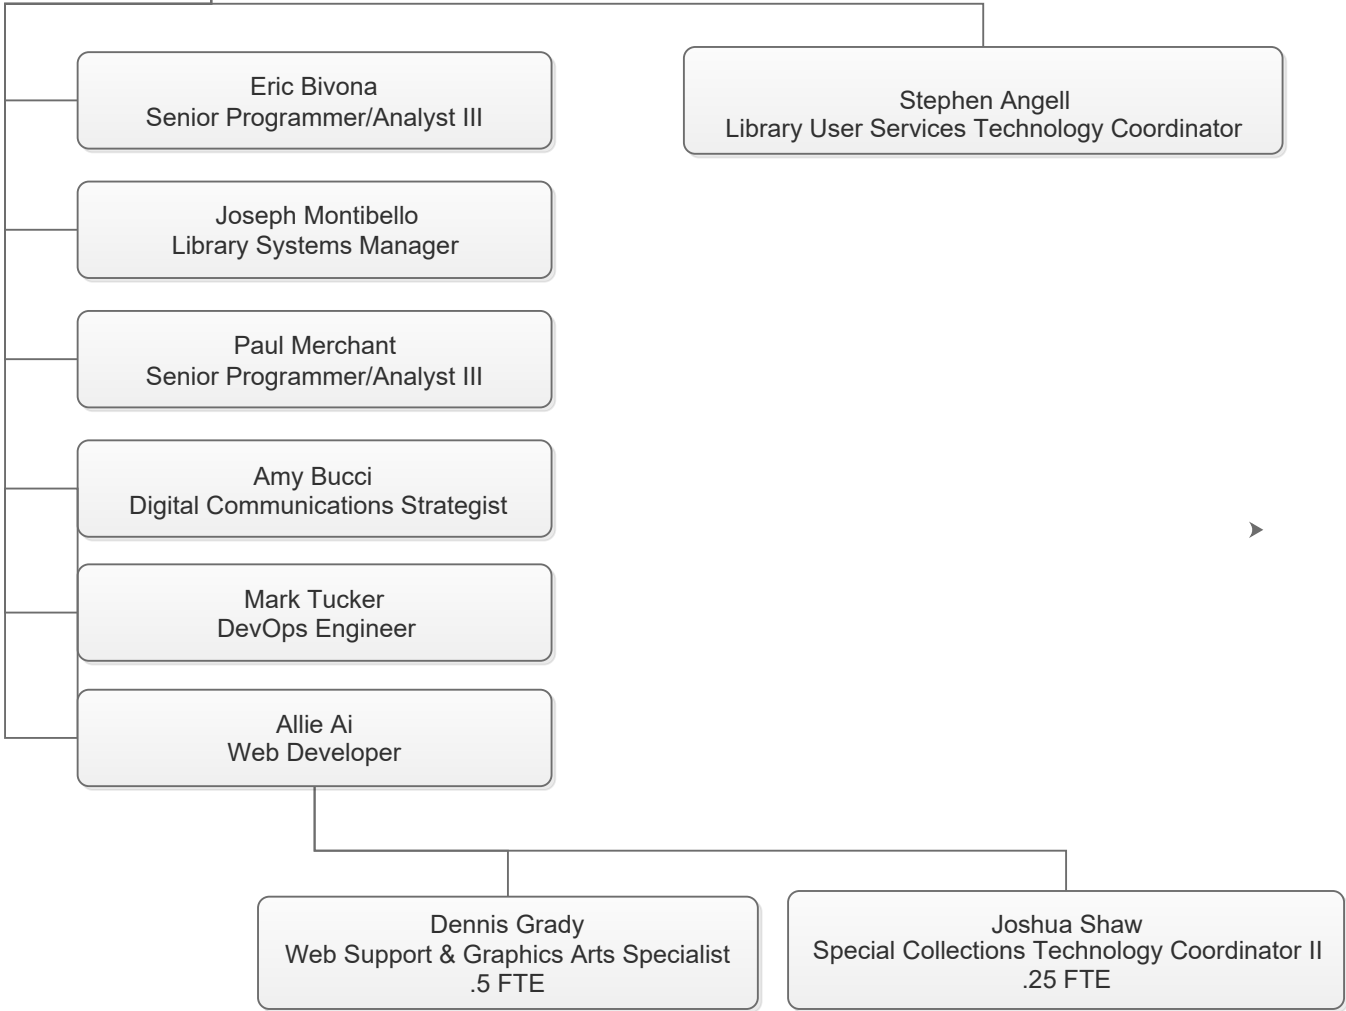 Eric Bivona
Senior Programmer/Analyst III
Stephen Angell
Library User Services Technology Coordinator
Joseph Montibello
Library Systems Manager
Paul Merchant
Senior Programmer/Analyst III
Amy Bucci
Digital Communications Strategist
Mark Tucker
DevOps Engineer
Allie Ai
Web Developer
Dennis Grady
Web Support & Graphics Arts Specialist
.5 FTE
Joshua Shaw
Special Collections Technology Coordinator II
.25 FTE